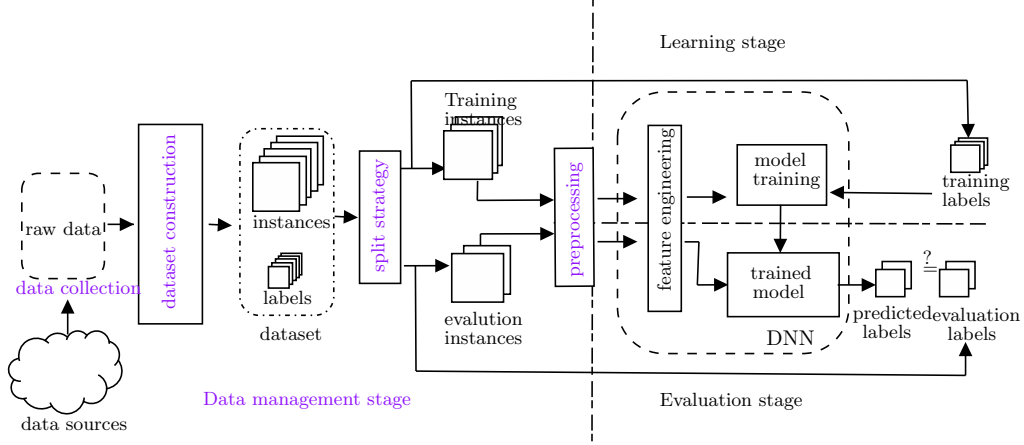 Learning stage
Training
instances
dataset construction
split strategy
preprocessing
feature engineering
model
training
training
labels
raw data
instances
data collection
labels
dataset
evalution
instances
trained
model
DNN
predicted
labels
?
=
evaluation
labels
data sources
Data management stage
Evaluation stage